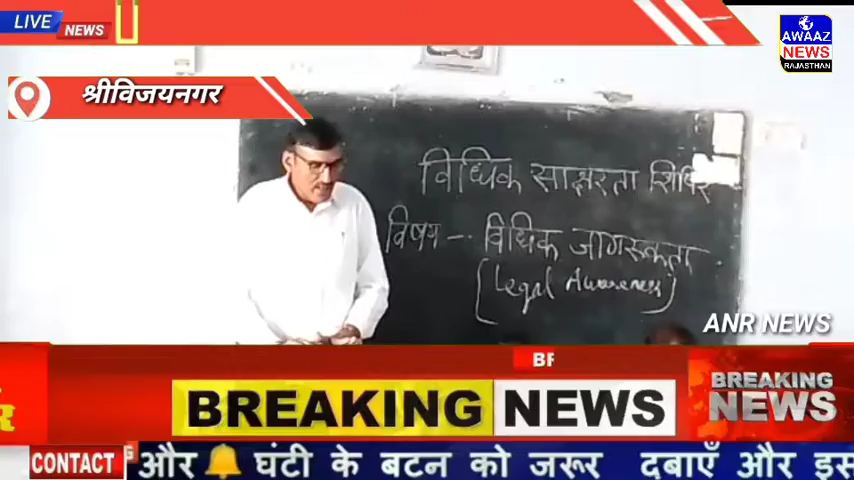 LIVE
NEWS
AWAAZ
NEWS
RAJASTHAN
श्रीविजयनगर
विधिक साक्षरता शिविर
विषय – विधिक जागरूकता
(Legal Awareness)
ANR NEWS
BR
BREAKING NEWS
BREAKING
NEWS
CONTACT
और 🔔 घंटी के बटन को जरूर दबाएँ और इस